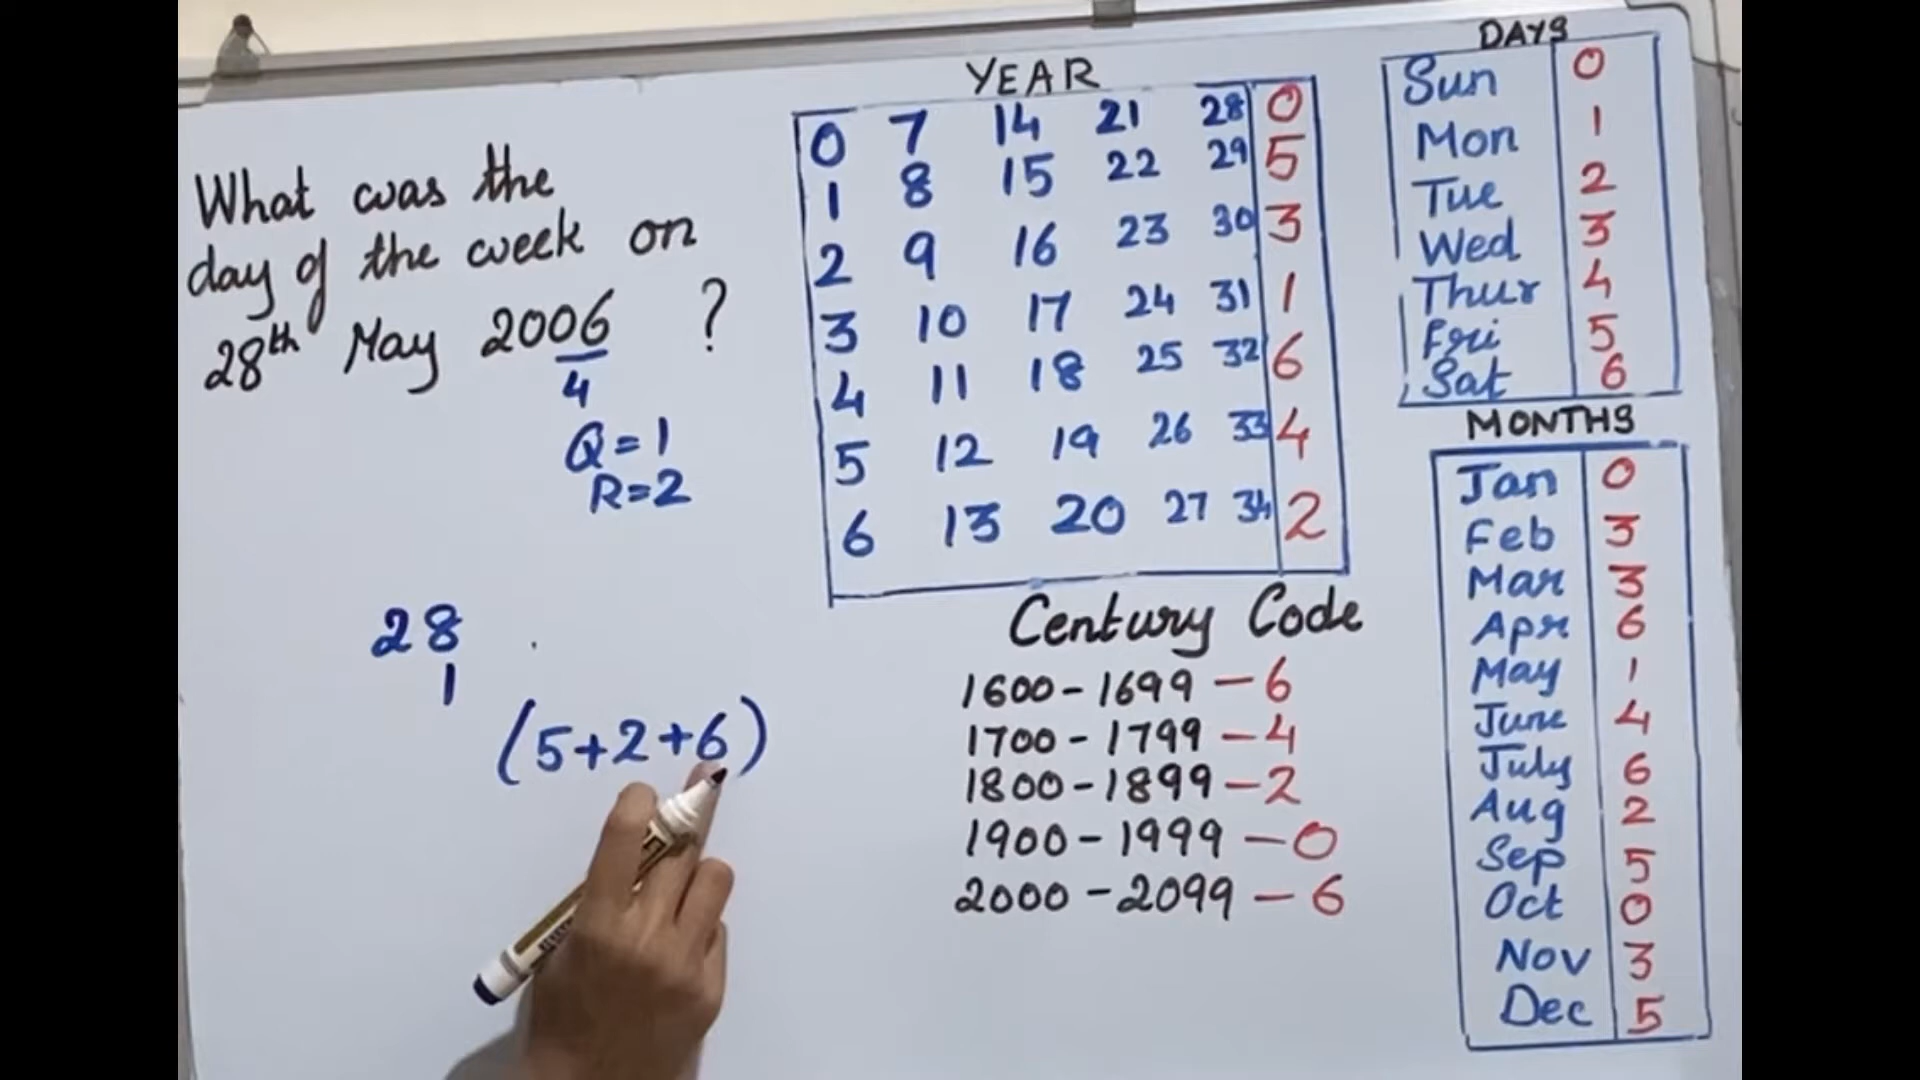 What was the
day of the week on
28th May 2006 ?
4
Q = 1
R = 2
28
1
(5+2+6)
YEAR
0 7 14 21 28 0
1 8 15 22 29 5
2 9 16 23 30 3
3 10 17 24 31 1
4 11 18 25 32 6
5 12 19 26 33 4
6 13 20 27 34 2
Century Code
1600 - 1699 - 6
1700 - 1799 - 4
1800 - 1899 - 2
1900 - 1999 - 0
2000 - 2099 - 6
DAYS
Sun 0
Mon 1
Tue 2
Wed 3
Thur 4
Fri 5
Sat 6
MONTHS
Jan 0
Feb 3
Mar 3
Apr 6
May 1
June 4
July 6
Aug 2
Sep 5
Oct 0
Nov 3
Dec 5